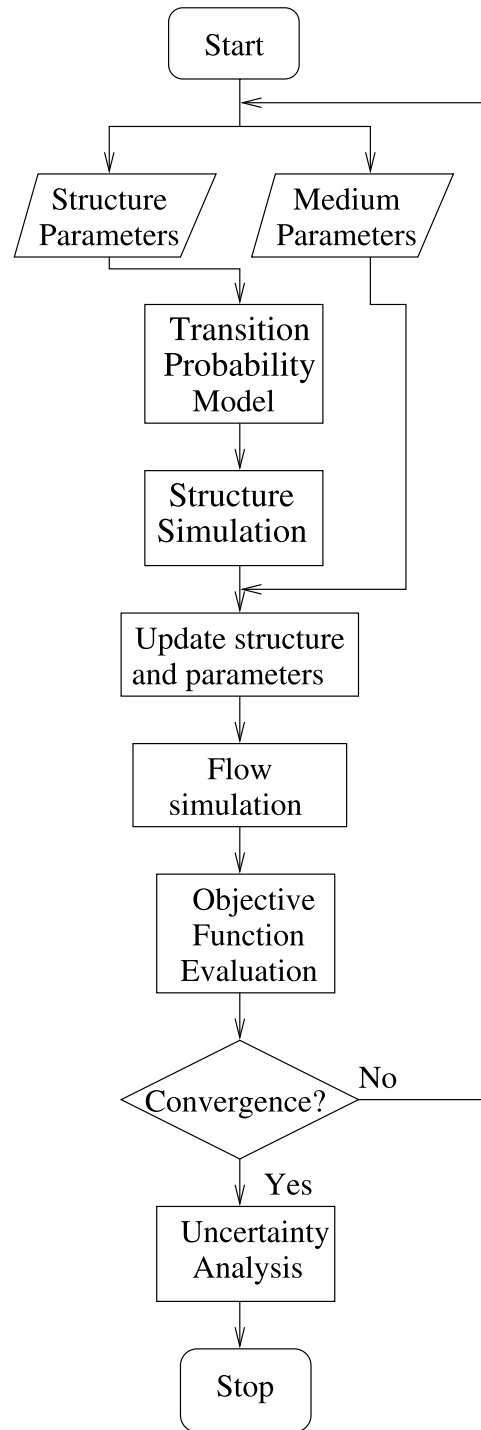 Start
Structure
Parameters
Medium
Parameters
Transition
Probability
Model
Structure
Simulation
Update structure
and parameters
Flow
simulation
Objective
Function
Evaluation
Convergence?
No
Yes
Uncertainty
Analysis
Stop